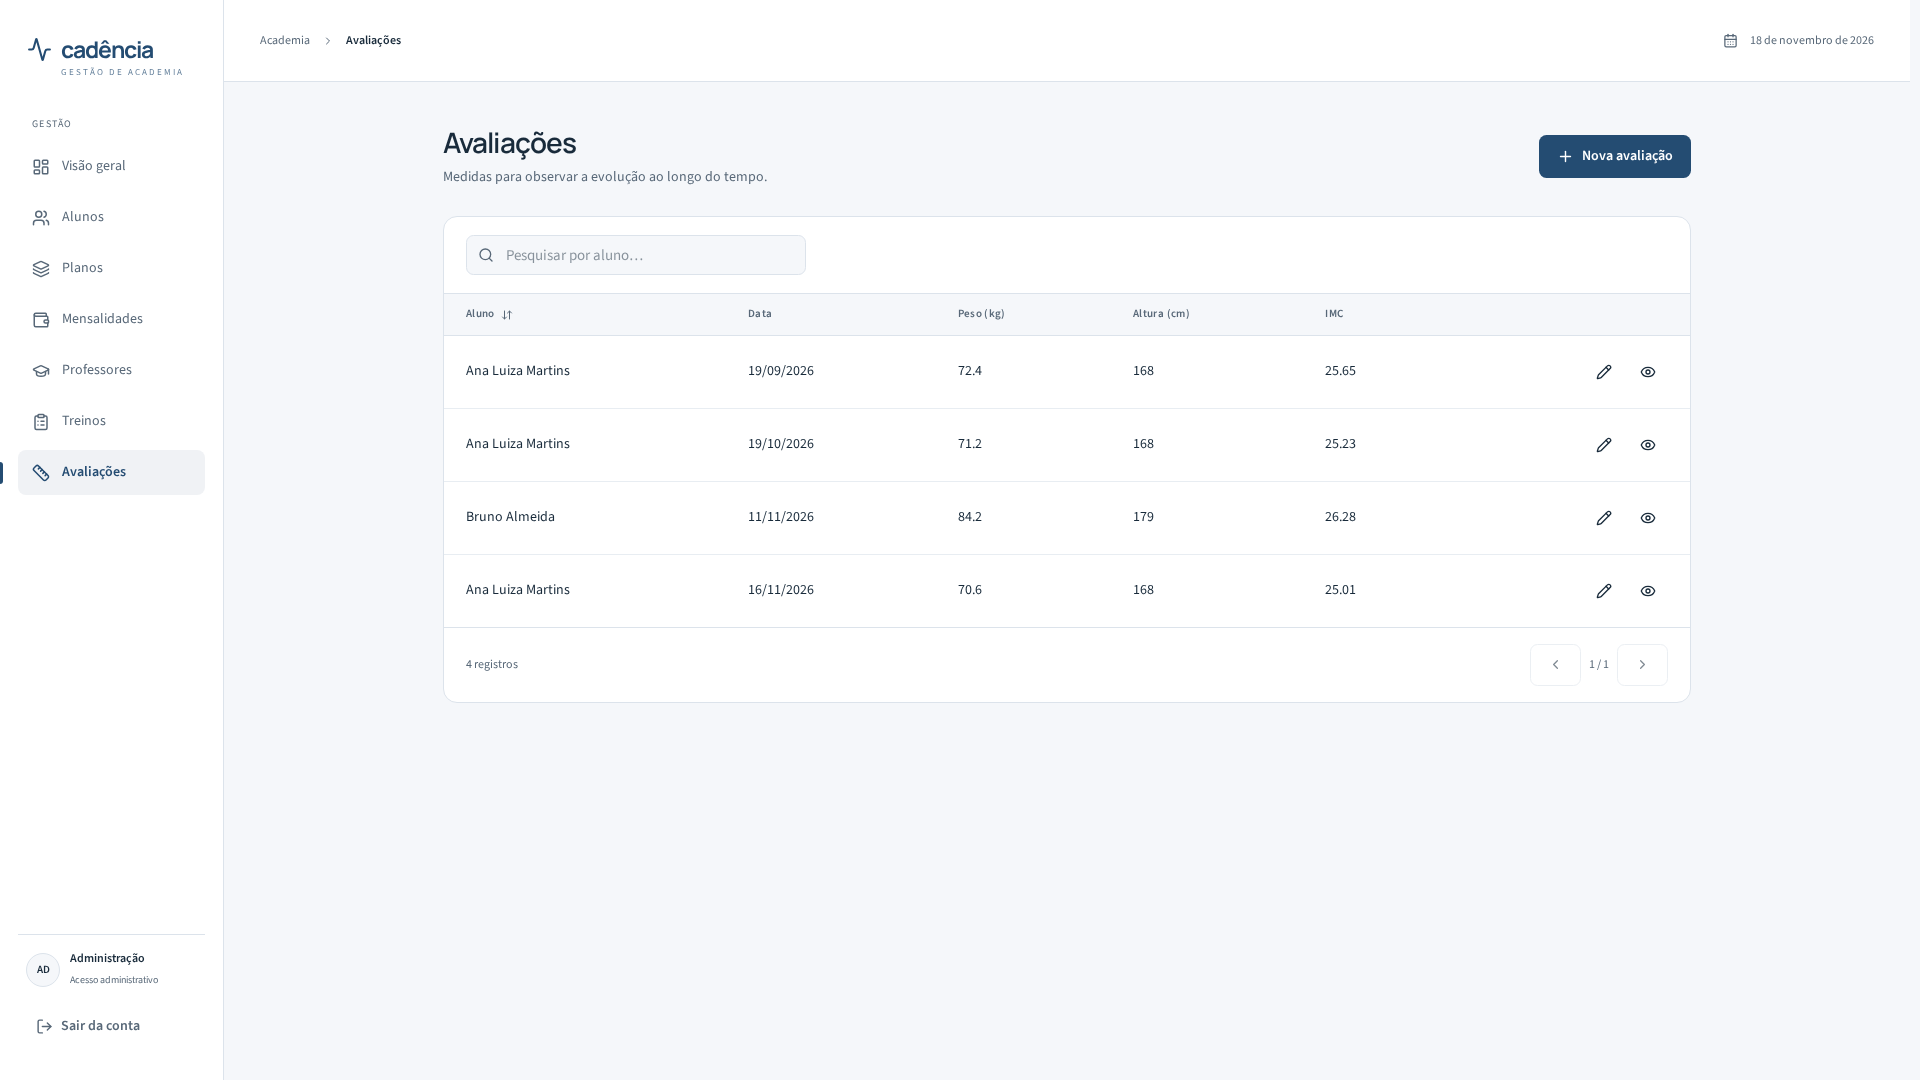 cadência
GESTÃO DE ACADEMIA
GESTÃO
Visão geral
Alunos
Planos
Mensalidades
Professores
Treinos
Avaliações
AD
Administração
Acesso administrativo
Sair da conta
Academia > Avaliações
18 de novembro de 2026
Avaliações
Medidas para observar a evolução ao longo do tempo.
Nova avaliação
Pesquisar por aluno...
Aluno Data Peso (kg) Altura (cm) IMC
Ana Luiza Martins 19/09/2026 72.4 168 25.65
Ana Luiza Martins 19/10/2026 71.2 168 25.23
Bruno Almeida 11/11/2026 84.2 179 26.28
Ana Luiza Martins 16/11/2026 70.6 168 25.01
4 registros
1 / 1